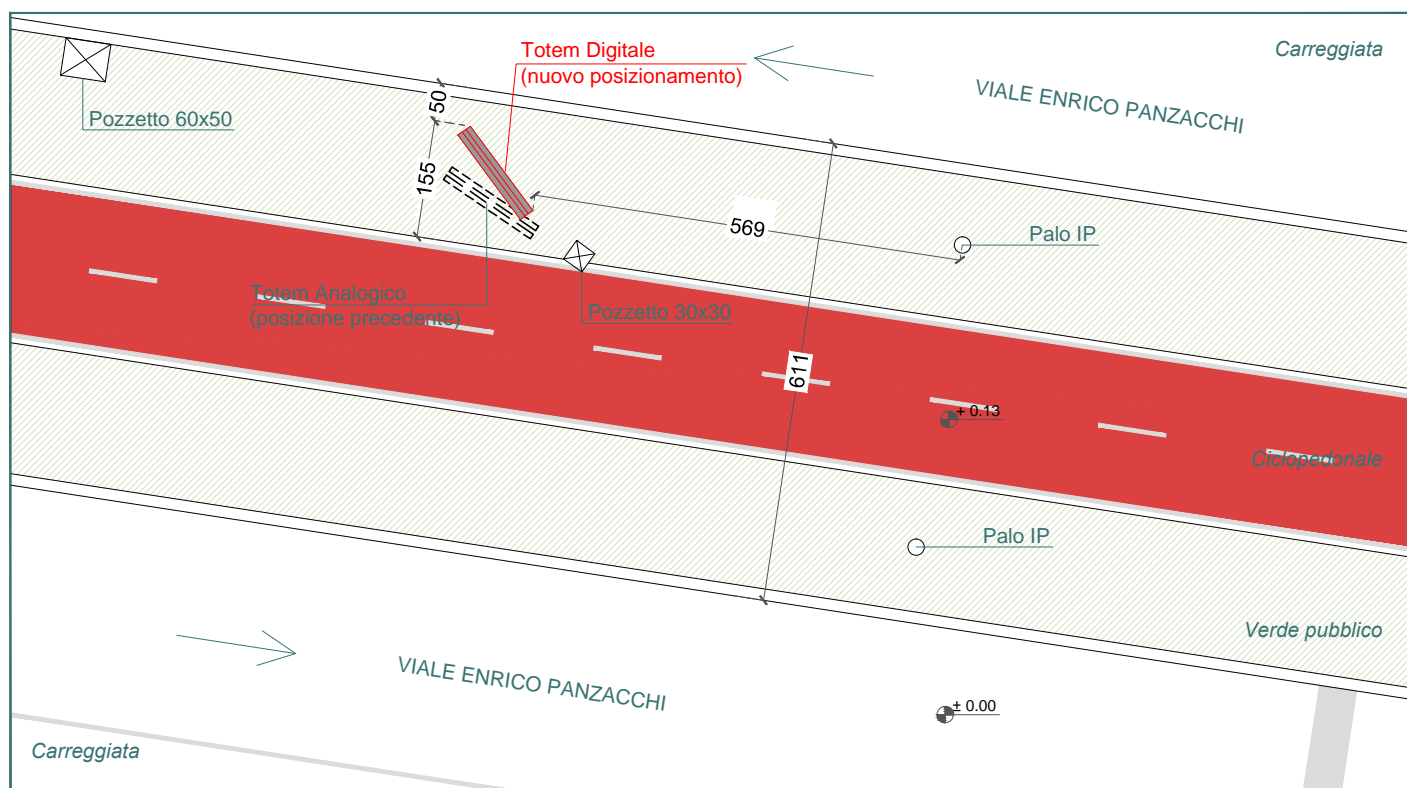 Totem Digitale
(nuovo posizionamento)
Carreggiata
VIALE ENRICO PANZACCHI
Pozzetto 60x50
50
155
569
Palo IP
Totem Analogico
(posizione precedente)
Pozzetto 30x30
611
+ 0.13
Ciclopedonale
Palo IP
Verde pubblico
VIALE ENRICO PANZACCHI
± 0.00
Carreggiata